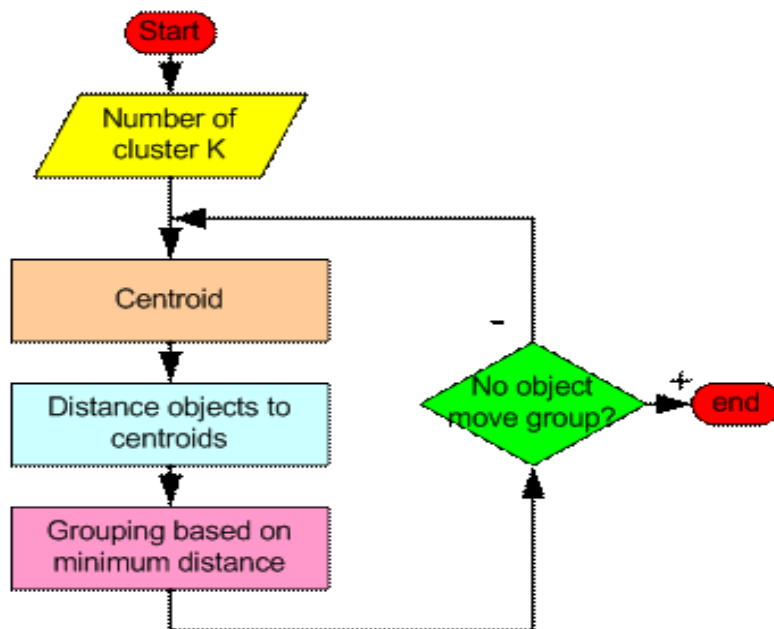 Start
Number of
cluster K
Centroid
Distance objects to
centroids
Grouping based on
minimum distance
-
No object
move group?
+
end